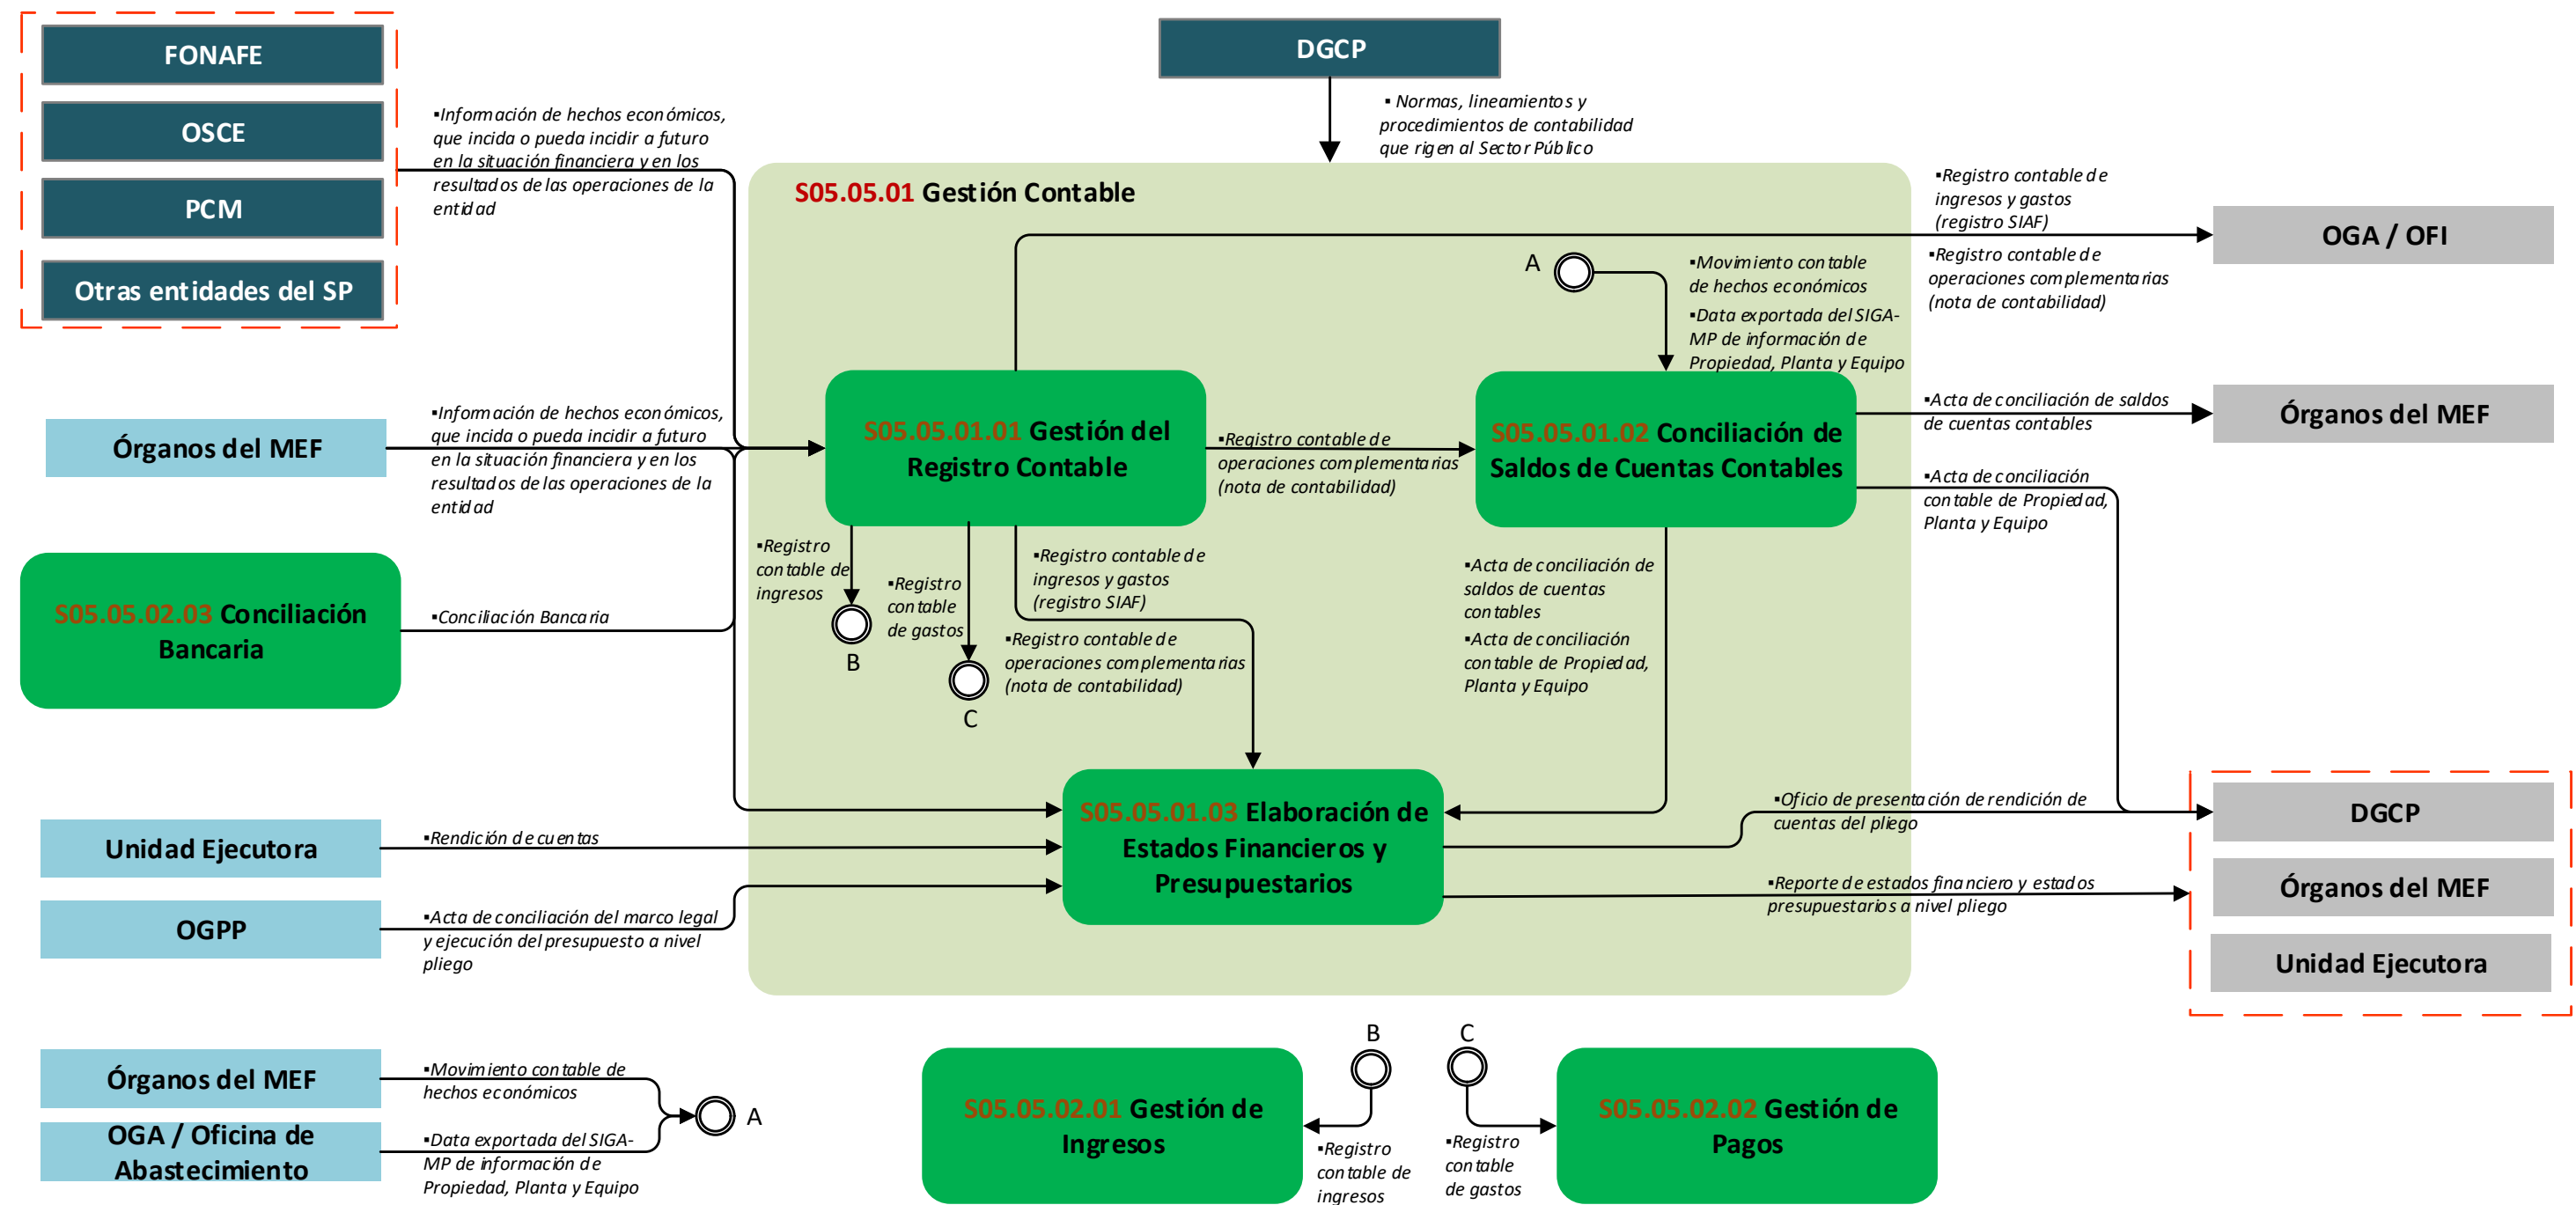 FONAFE
OSCE
PCM
Otras entidades del SP
▪Información de hechos económicos,
que incida o pueda incidir a futuro
en la situación financiera y en los
resultados de las operaciones de la
entidad
DGCP
▪ Normas, lineamientos y
procedimientos de contabilidad
que rigen al Sector Público
S05.05.01 Gestión Contable
▪Registro contable de
ingresos y gastos
(registro SIAF)
▪Registro contable de
operaciones complementarias
(nota de contabilidad)
OGA / OFI
A
▪Movimiento contable
de hechos económicos
▪Data exportada del SIGA-
MP de información de
Propiedad, Planta y Equipo
Órganos del MEF
▪Información de hechos económicos,
que incida o pueda incidir a futuro
en la situación financiera y en los
resultados de las operaciones de la
entidad
S05.05.01.01 Gestión del
Registro Contable
▪Registro contable de
operaciones complementarias
(nota de contabilidad)
S05.05.01.02 Conciliación de
Saldos de Cuentas Contables
▪Acta de conciliación de saldos
de cuentas contables
Órganos del MEF
▪Acta de conciliación
contable de Propiedad,
Planta y Equipo
S05.05.02.03 Conciliación
Bancaria
▪Conciliación Bancaria
▪Registro
contable de
ingresos
B
▪Registro
contable
de gastos
C
▪Registro contable de
ingresos y gastos
(registro SIAF)
▪Registro contable de
operaciones complementarias
(nota de contabilidad)
▪Acta de conciliación de
saldos de cuentas
contables
▪Acta de conciliación
contable de Propiedad,
Planta y Equipo
Unidad Ejecutora
▪Rendición de cuentas
OGPP
▪Acta de conciliación del marco legal
y ejecución del presupuesto a nivel
pliego
S05.05.01.03 Elaboración de
Estados Financieros y
Presupuestarios
▪Oficio de presentación de rendición de
cuentas del pliego
▪Reporte de estados financiero y estados
presupuestarios a nivel pliego
DGCP
Órganos del MEF
Unidad Ejecutora
Órganos del MEF
▪Movimiento contable de
hechos económicos
OGA / Oficina de
Abastecimiento
▪Data exportada del SIGA-
MP de información de
Propiedad, Planta y Equipo
A
S05.05.02.01 Gestión de
Ingresos
B
▪Registro
contable de
ingresos
C
▪Registro
contable
de gastos
S05.05.02.02 Gestión de
Pagos